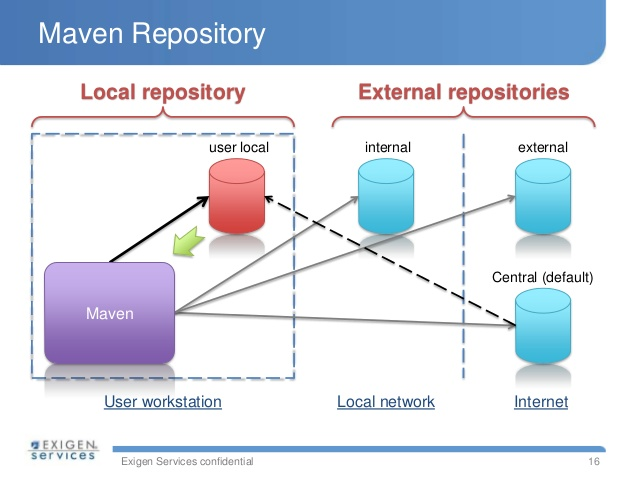 Maven Repository
Local repository
External repositories
user local
internal
external
Central (default)
Maven
User workstation
Local network
Internet
EXIGEN
services
Exigen Services confidential
16